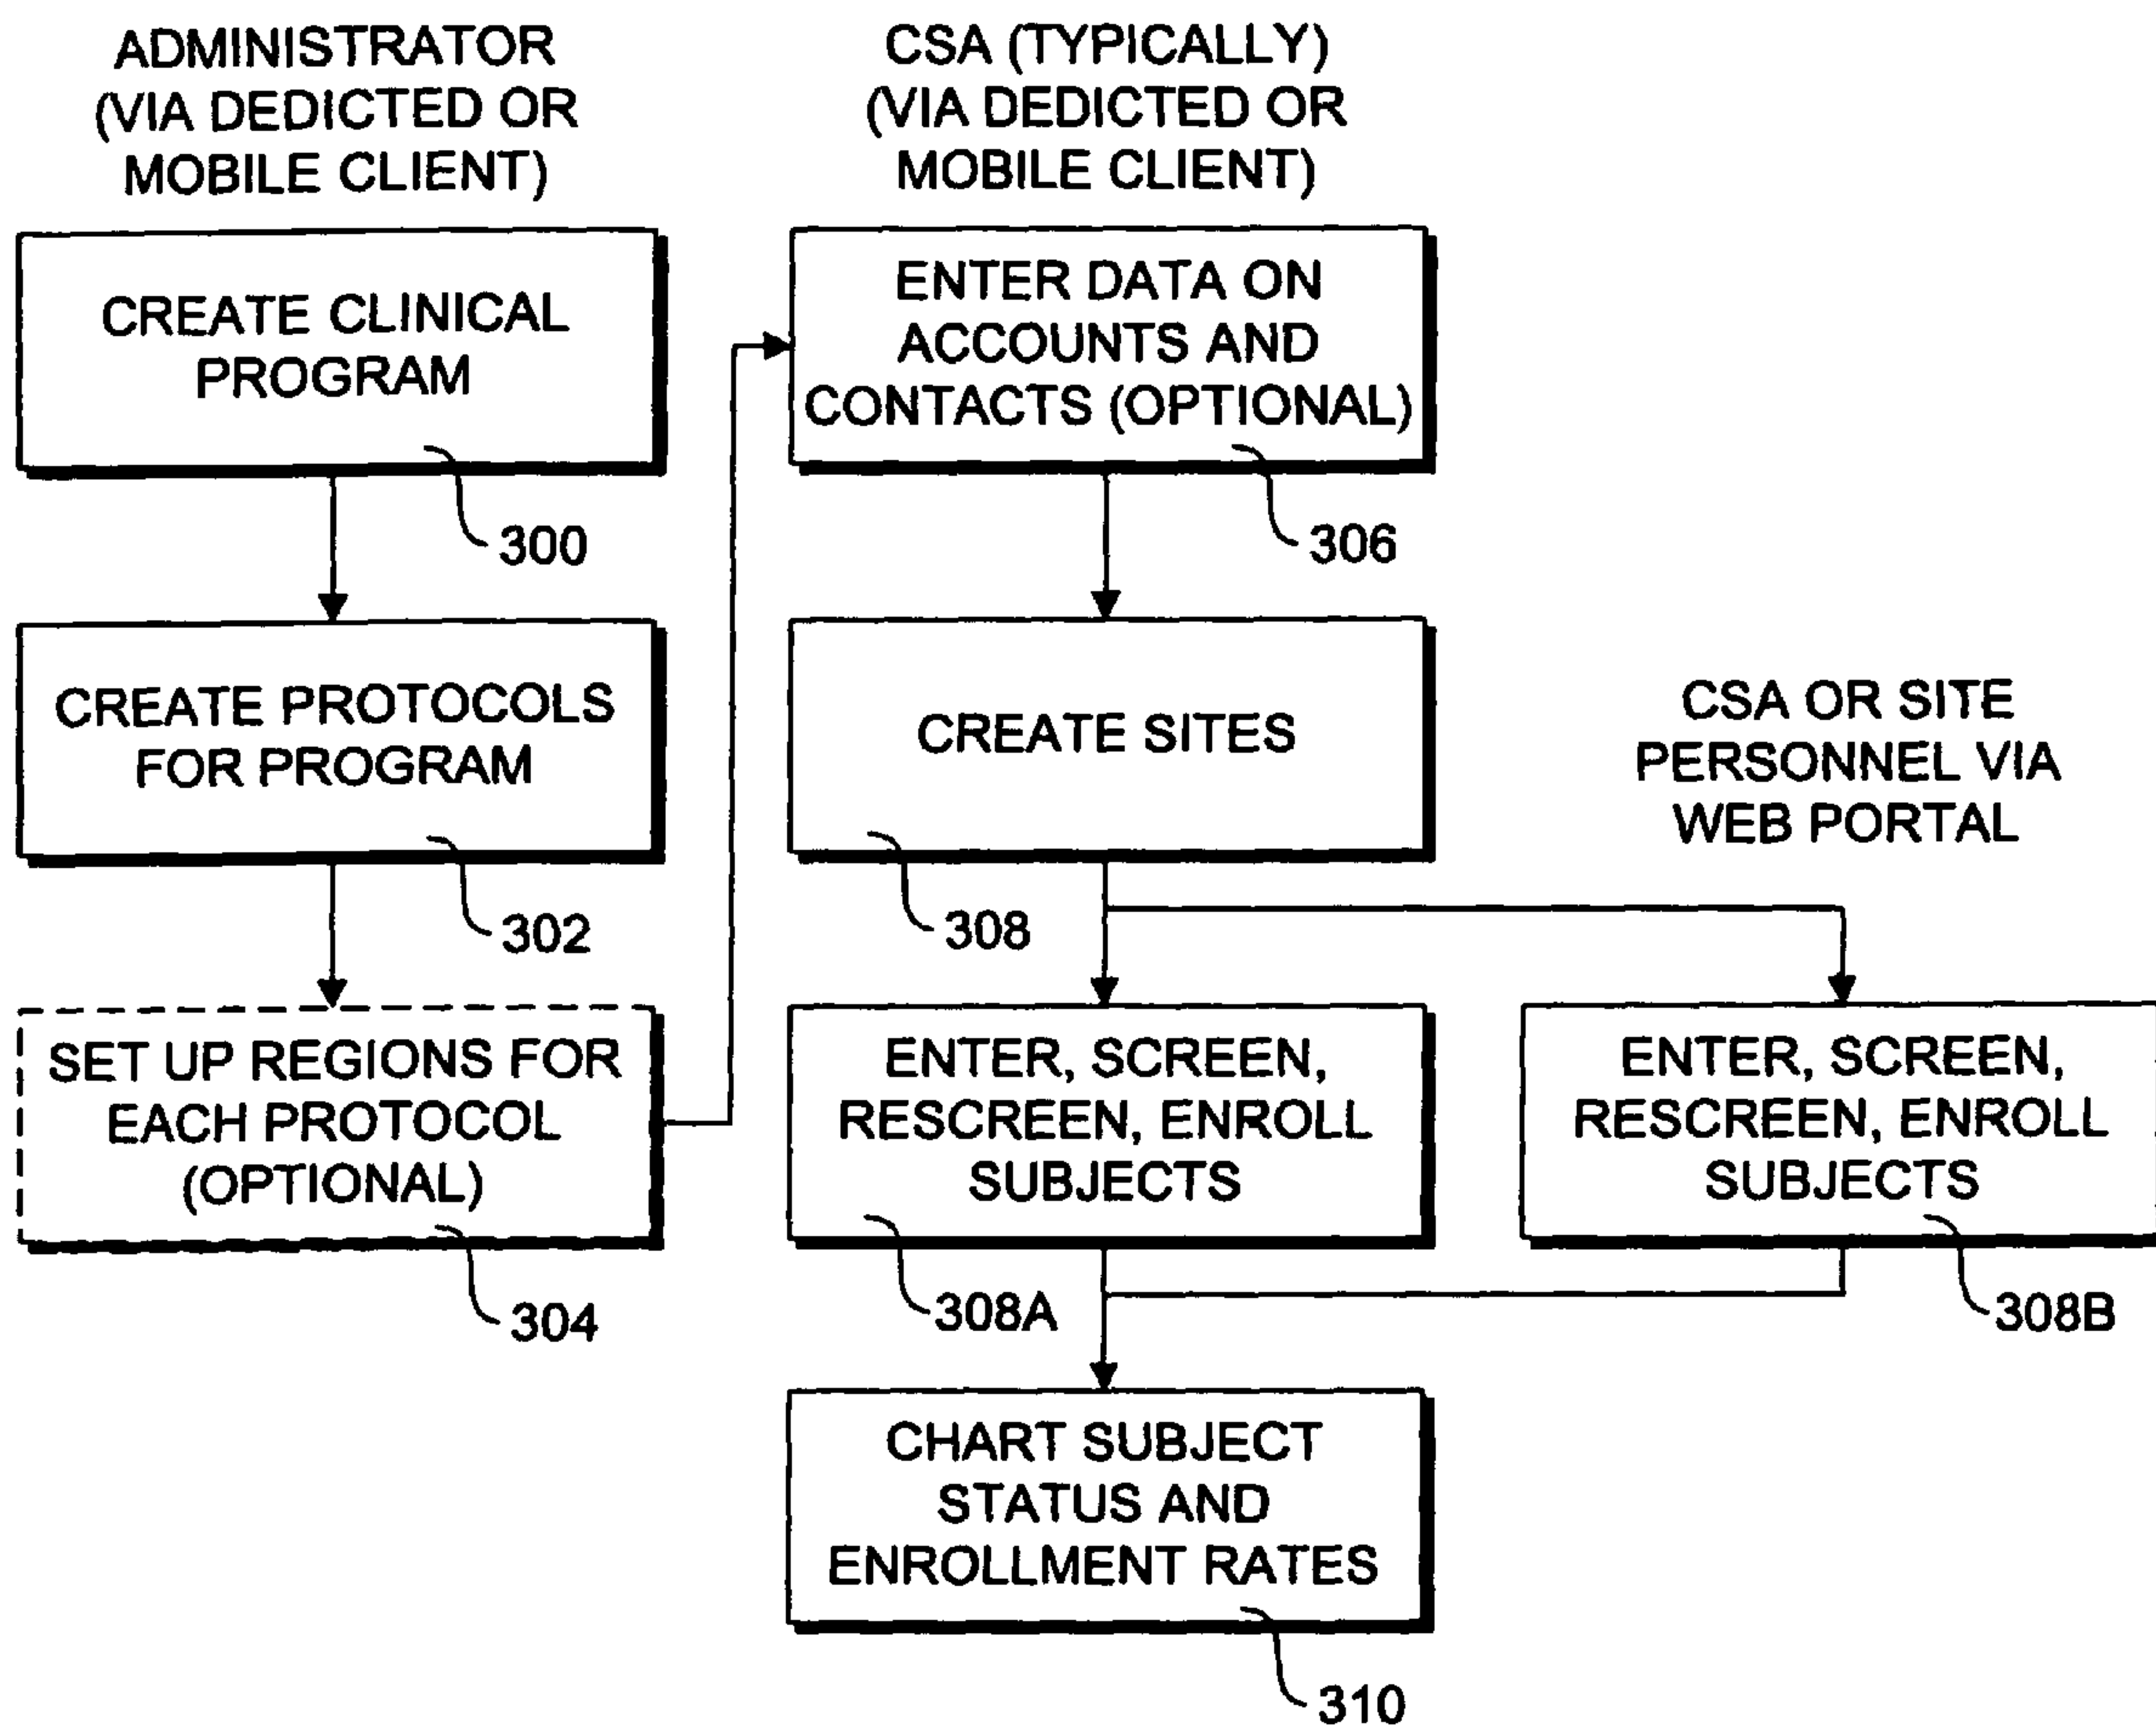 ADMINISTRATOR
(VIA DEDICTED OR
MOBILE CLIENT)
CREATE CLINICAL
PROGRAM
300
CREATE PROTOCOLS
FOR PROGRAM
302
SET UP REGIONS FOR
EACH PROTOCOL
(OPTIONAL)
304
CSA (TYPICALLY)
(VIA DEDICTED OR
MOBILE CLIENT)
ENTER DATA ON
ACCOUNTS AND
CONTACTS (OPTIONAL)
306
CREATE SITES
308
ENTER, SCREEN,
RESCREEN, ENROLL
SUBJECTS
308A
CSA OR SITE
PERSONNEL VIA
WEB PORTAL
ENTER, SCREEN,
RESCREEN, ENROLL
SUBJECTS
308B
CHART SUBJECT
STATUS AND
ENROLLMENT RATES
310